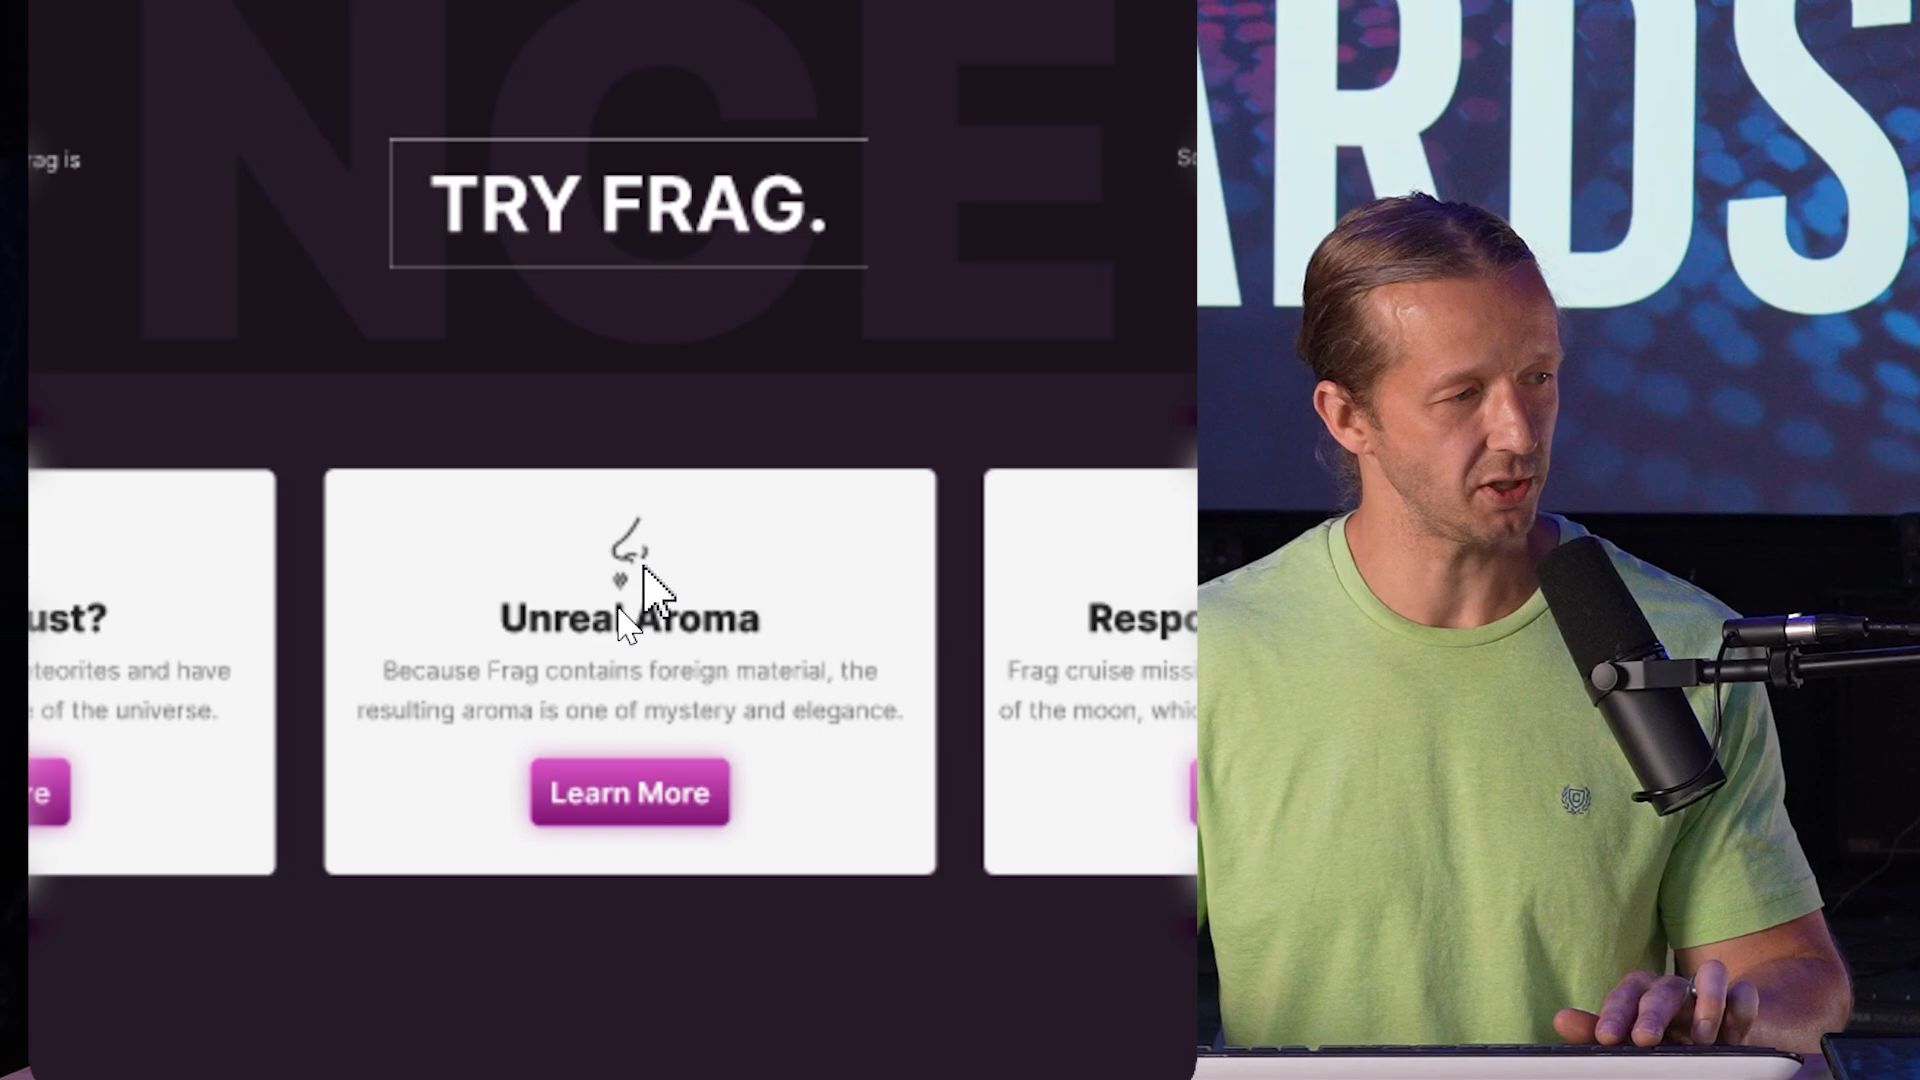 NCE
rag is
TRY FRAG.
So
ARDS
ust?
teorites and have
of the universe.
re
Unreal Aroma
Because Frag contains foreign material, the
resulting aroma is one of mystery and elegance.
Learn More
Respo
Frag cruise missi
of the moon, whic